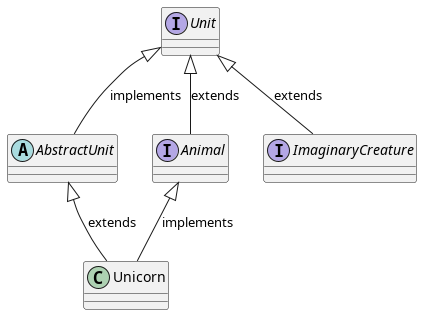 I Unit
implements
extends
extends
A AbstractUnit
I Animal
I ImaginaryCreature
extends
implements
C Unicorn